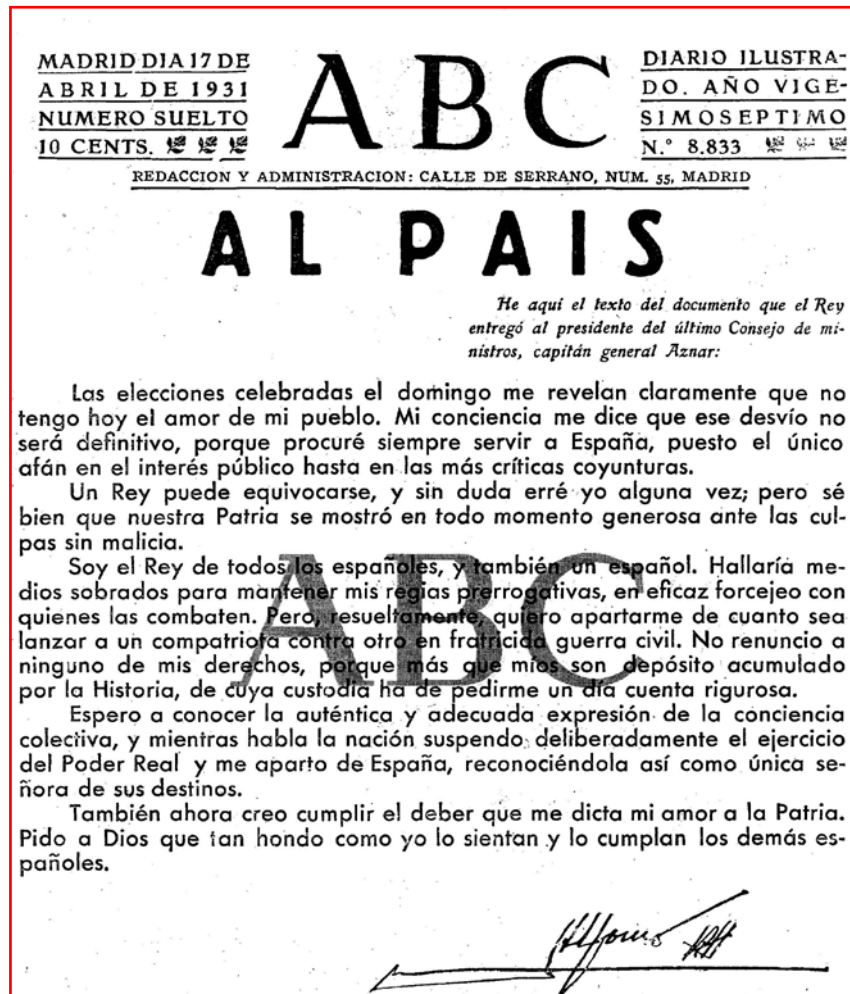 MADRID DIA 17 DE
ABRIL DE 1931
NUMERO SUELTO
10 CENTS.
ABC
DIARIO ILUSTRA-
DO. AÑO VIGE-
SIMOSEPTIMO
N.º 8.833
REDACCION Y ADMINISTRACION: CALLE DE SERRANO, NUM. 55, MADRID
AL PAIS
He aquí el texto del documento que el Rey
entregó al presidente del último Consejo de mi-
nistros, capitán general Aznar:
Las elecciones celebradas el domingo me revelan claramente que no
tengo hoy el amor de mi pueblo. Mi conciencia me dice que ese desvío no
será definitivo, porque procuré siempre servir a España, puesto el único
afán en el interés público hasta en las más críticas coyunturas.
Un Rey puede equivocarse, y sin duda erré yo alguna vez; pero sé
bien que nuestra Patria se mostró en todo momento generosa ante las cul-
pas sin malicia.
Soy el Rey de todos los españoles, y también un español. Hallaría me-
dios sobrados para mantener mis regias prerrogativas, en eficaz forcejeo con
quienes las combaten. Pero, resueltamente, quiero apartarme de cuanto sea
lanzar a un compatriota contra otro en fratricida guerra civil. No renuncio a
ninguno de mis derechos, porque más que míos son depósito acumulado
por la Historia, de cuya custodia ha de pedirme un día cuenta rigurosa.
Espero a conocer la auténtica y adecuada expresión de la conciencia
colectiva, y mientras habla la nación suspendo deliberadamente el ejercicio
del Poder Real y me aparto de España, reconociéndola así como única se-
ñora de sus destinos.
También ahora creo cumplir el deber que me dicta mi amor a la Patria.
Pido a Dios que tan hondo como yo lo sientan y lo cumplan los demás es-
pañoles.
ABC
Alfonso XIII